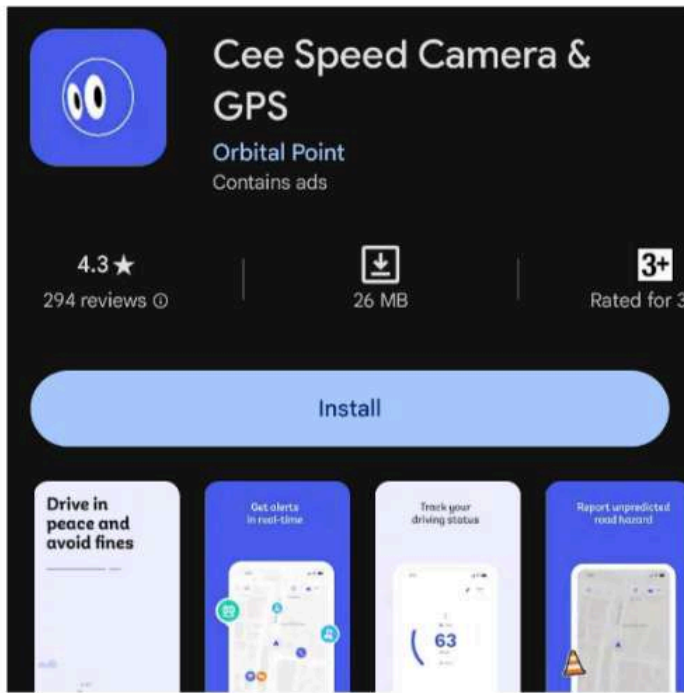 Cee Speed Camera &
GPS
Orbital Point
Contains ads
4.3★
294 reviews
26 MB
3+
Rated for 3
Install
Drive in
peace and
avoid fines
Get alerts
in real-time
Track your
driving status
63
Report unpredicted
road hazard